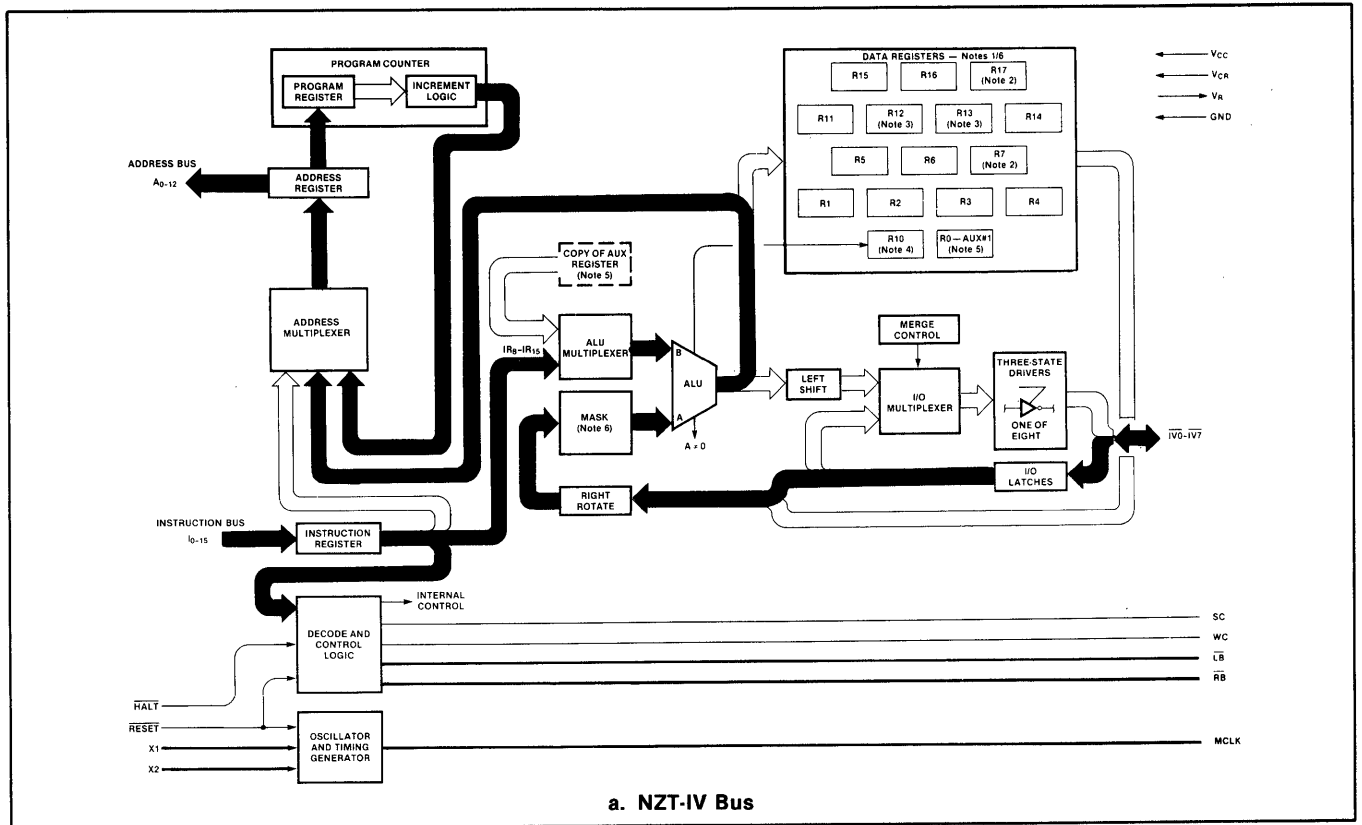 PROGRAM COUNTER
PROGRAM
REGISTER
INCREMENT
LOGIC
ADDRESS BUS
A0-12
ADDRESS
REGISTER
ADDRESS
MULTIPLEXER
DATA REGISTERS — Notes 1/6
R15
R16
R17
(Note 2)
R11
R12
(Note 3)
R13
(Note 3)
R14
R5
R6
R7
(Note 2)
R1
R2
R3
R4
R10
(Note 4)
R0—AUX#1
(Note 5)
VCC
VCR
VR
GND
COPY OF AUX
REGISTER
(Note 5)
IR8–IR15
ALU
MULTIPLEXER
B
ALU
A
A ≠ 0
MASK
(Note 6)
RIGHT
ROTATE
LEFT
SHIFT
MERGE
CONTROL
I/O
MULTIPLEXER
THREE-STATE
DRIVERS
ONE OF
EIGHT
IV0-IV7
I/O
LATCHES
INSTRUCTION BUS
I0-15
INSTRUCTION
REGISTER
INTERNAL
CONTROL
DECODE AND
CONTROL
LOGIC
SC
WC
LB
RB
HALT
RESET
X1
X2
OSCILLATOR
AND TIMING
GENERATOR
MCLK
a. NZT-IV Bus